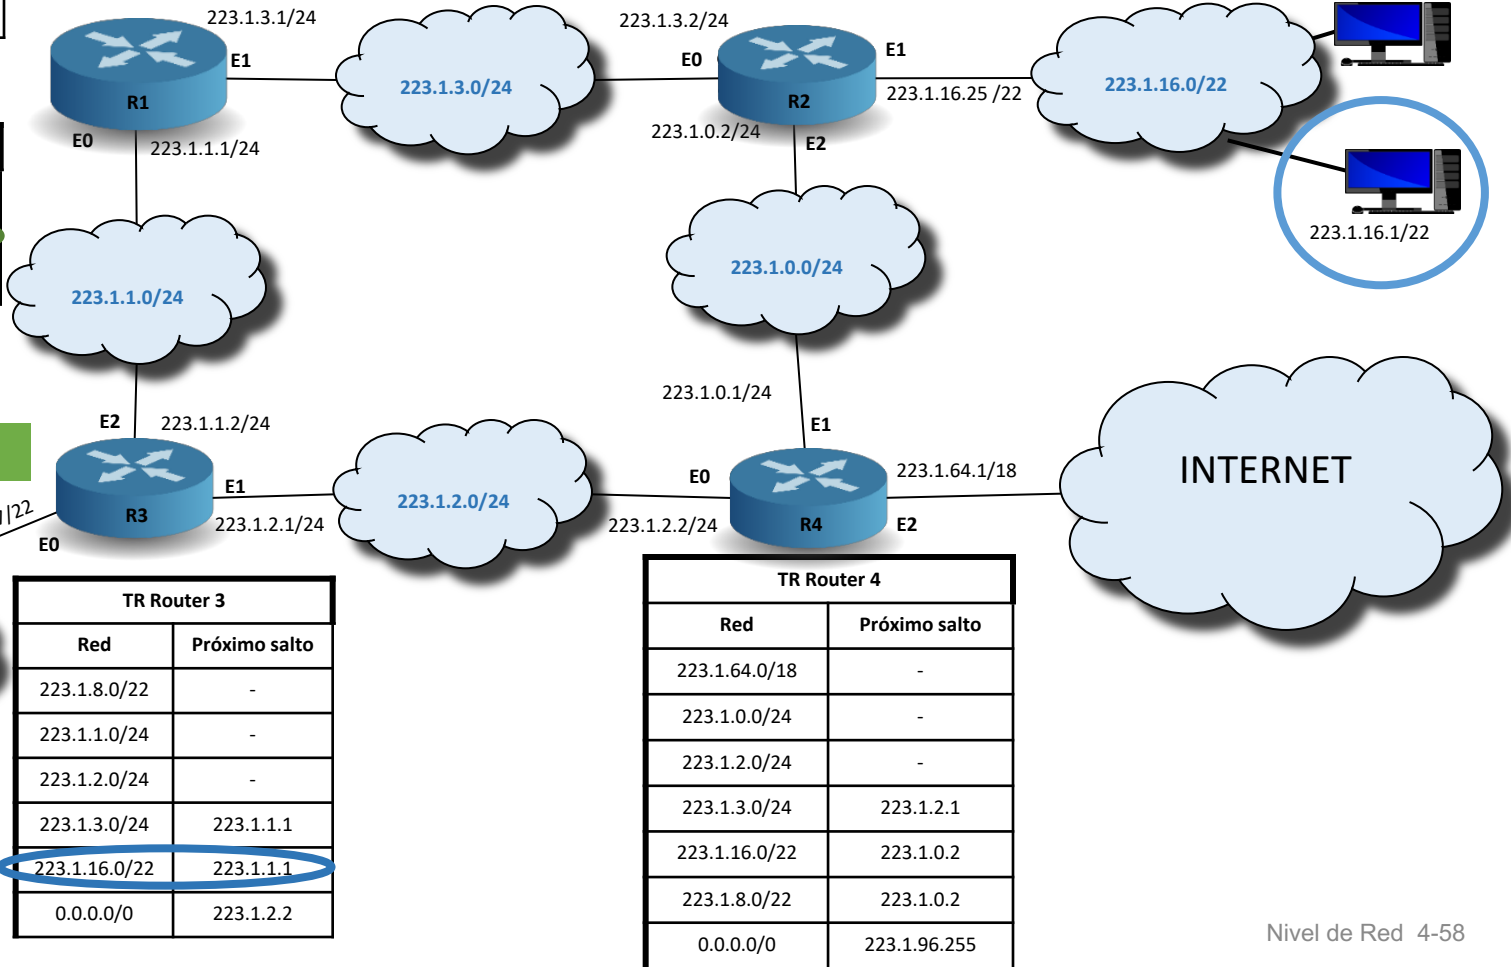 223.1.3.1/24
223.1.3.2/24
E1
E0
E1
223.1.3.0/24
223.1.16.0/22
R1
R2
223.1.16.25 /22
E0
223.1.1.1/24
223.1.0.2/24
E2
223.1.16.1/22
223.1.1.0/24
223.1.0.0/24
223.1.0.1/24
E2
223.1.1.2/24
E1
INTERNET
E1
E0
223.1.64.1/18
223.1.2.0/24
/22
R3
223.1.2.1/24
223.1.2.2/24
R4
E2
E0
TR Router 3
Red Próximo salto
223.1.8.0/22 -
223.1.1.0/24 -
223.1.2.0/24 -
223.1.3.0/24 223.1.1.1
223.1.16.0/22 223.1.1.1
0.0.0.0/0 223.1.2.2
TR Router 4
Red Próximo salto
223.1.64.0/18 -
223.1.0.0/24 -
223.1.2.0/24 -
223.1.3.0/24 223.1.2.1
223.1.16.0/22 223.1.0.2
223.1.8.0/22 223.1.0.2
0.0.0.0/0 223.1.96.255
Nivel de Red 4-58